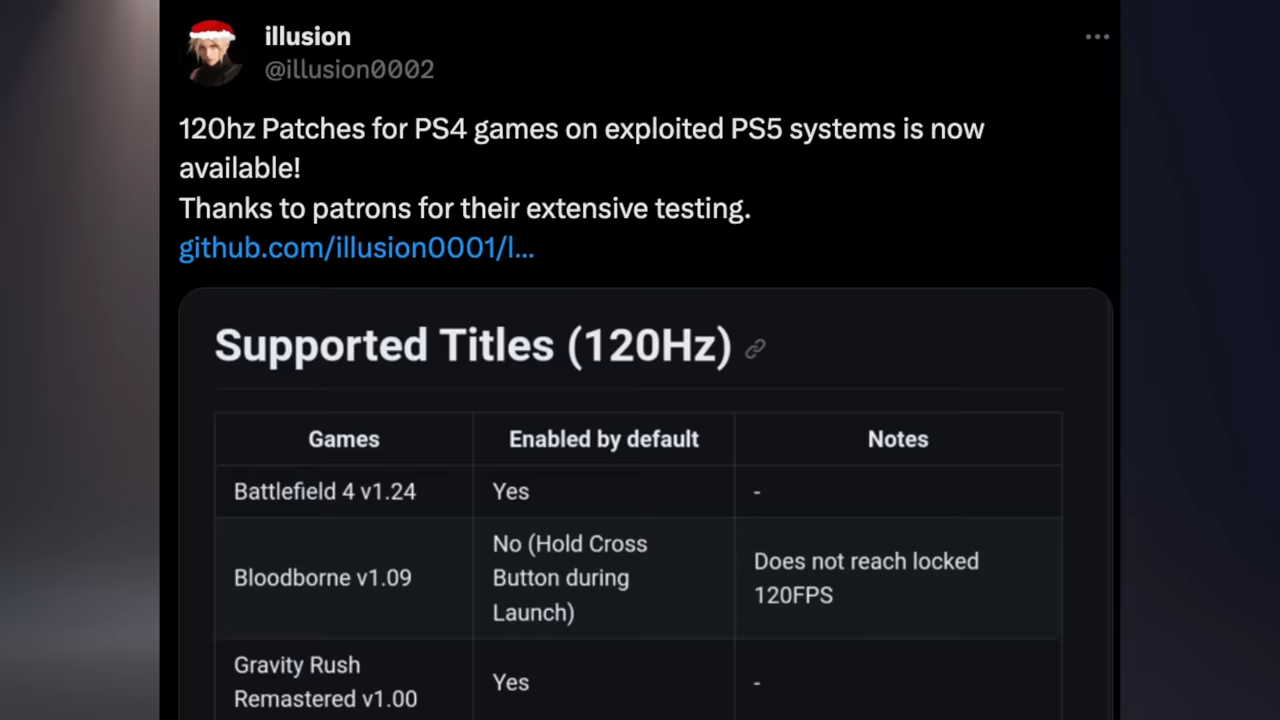 illusion
@illusion0002
120hz Patches for PS4 games on exploited PS5 systems is now
available!
Thanks to patrons for their extensive testing.
github.com/illusion0001/l...
Supported Titles (120Hz)
Games Enabled by default Notes
Battlefield 4 v1.24 Yes -
Bloodborne v1.09
No (Hold Cross
Button during
Launch)
Does not reach locked
120FPS
Gravity Rush
Remastered v1.00
Yes
-